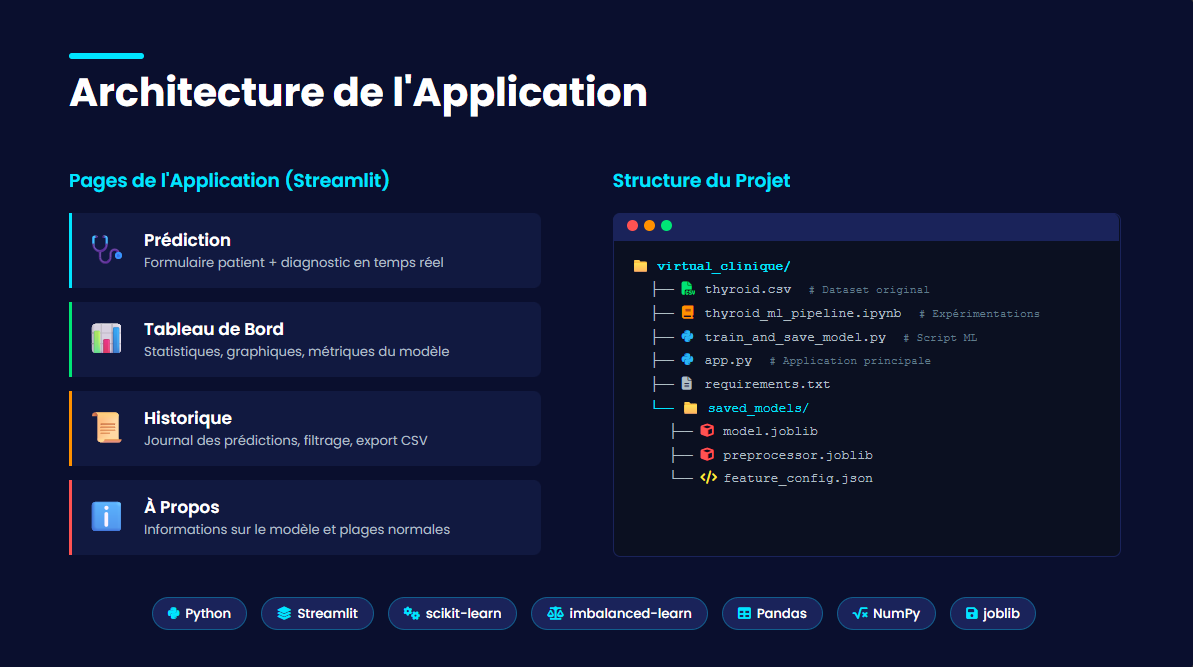 Architecture de l'Application
Pages de l'Application (Streamlit)
Prédiction
Formulaire patient + diagnostic en temps réel
Tableau de Bord
Statistiques, graphiques, métriques du modèle
Historique
Journal des prédictions, filtrage, export CSV
À Propos
Informations sur le modèle et plages normales
Structure du Projet
virtual_clinique/
├── thyroid.csv # Dataset original
├── thyroid_ml_pipeline.ipynb # Expérimentations
├── train_and_save_model.py # Script ML
├── app.py # Application principale
├── requirements.txt
└── saved_models/
├── model.joblib
├── preprocessor.joblib
└── feature_config.json
Python
Streamlit
scikit-learn
imbalanced-learn
Pandas
NumPy
joblib